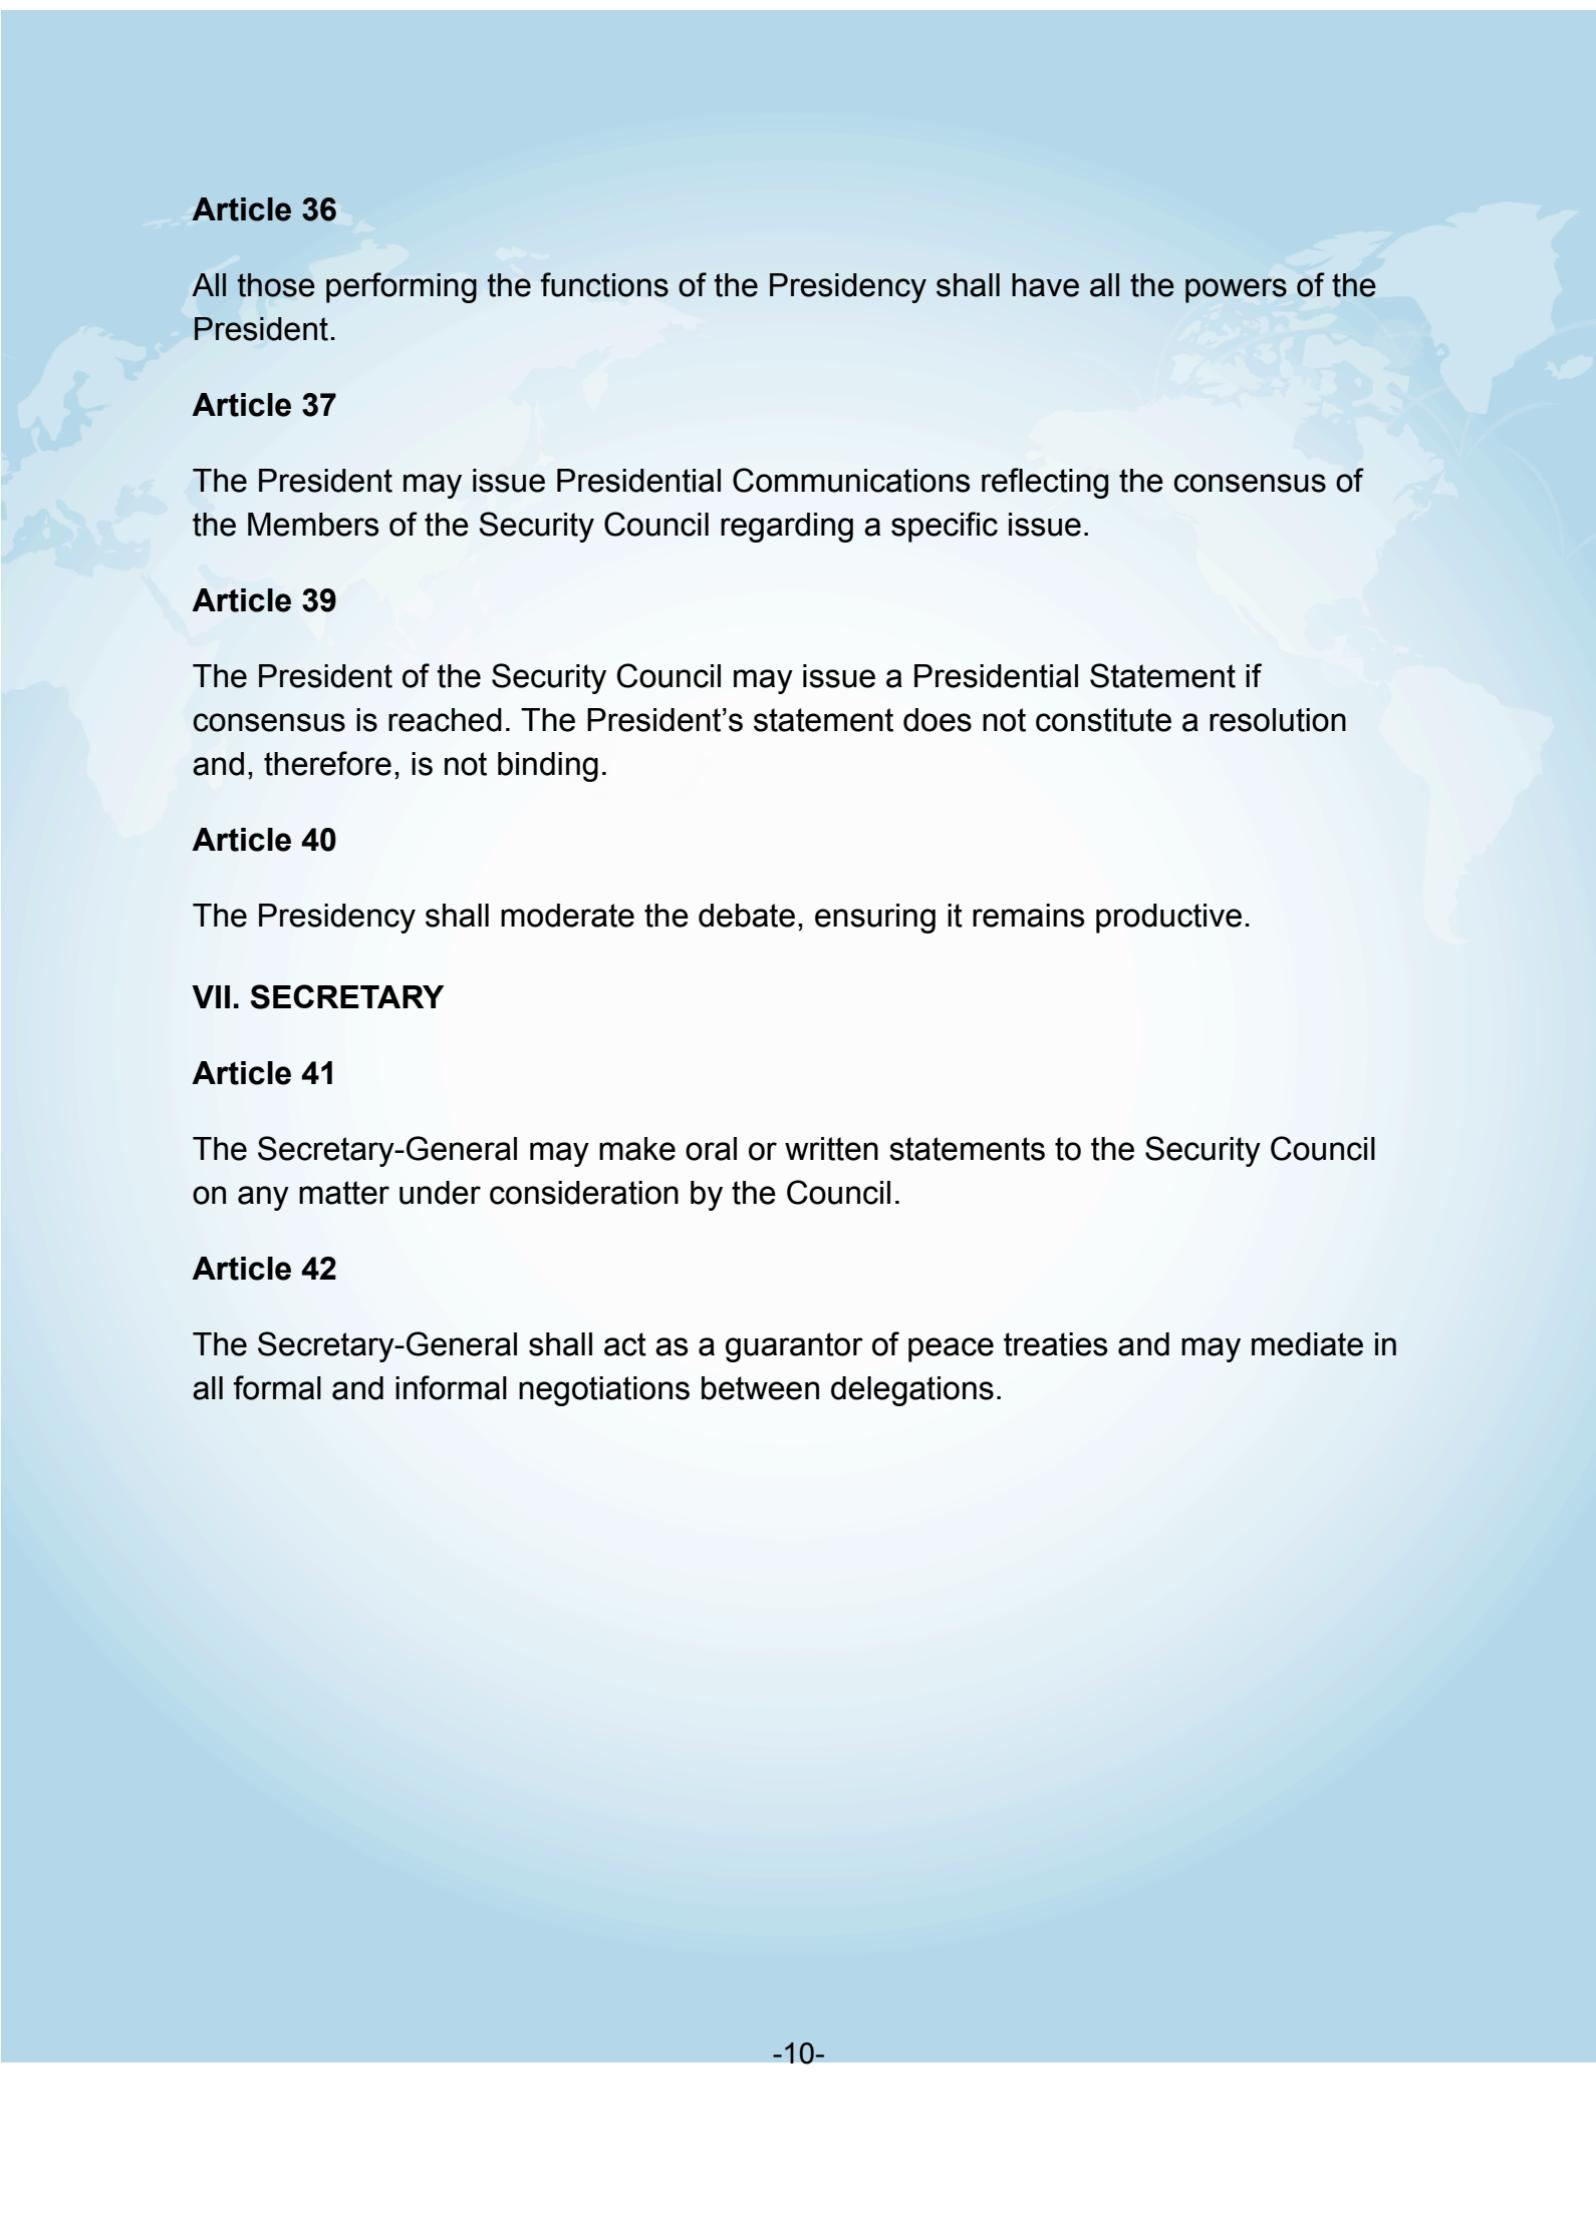 Article 36
All those performing the functions of the Presidency shall have all the powers of the
President.
Article 37
The President may issue Presidential Communications reflecting the consensus of
the Members of the Security Council regarding a specific issue.
Article 39
The President of the Security Council may issue a Presidential Statement if
consensus is reached. The President’s statement does not constitute a resolution
and, therefore, is not binding.
Article 40
The Presidency shall moderate the debate, ensuring it remains productive.
VII. SECRETARY
Article 41
The Secretary-General may make oral or written statements to the Security Council
on any matter under consideration by the Council.
Article 42
The Secretary-General shall act as a guarantor of peace treaties and may mediate in
all formal and informal negotiations between delegations.
-10-